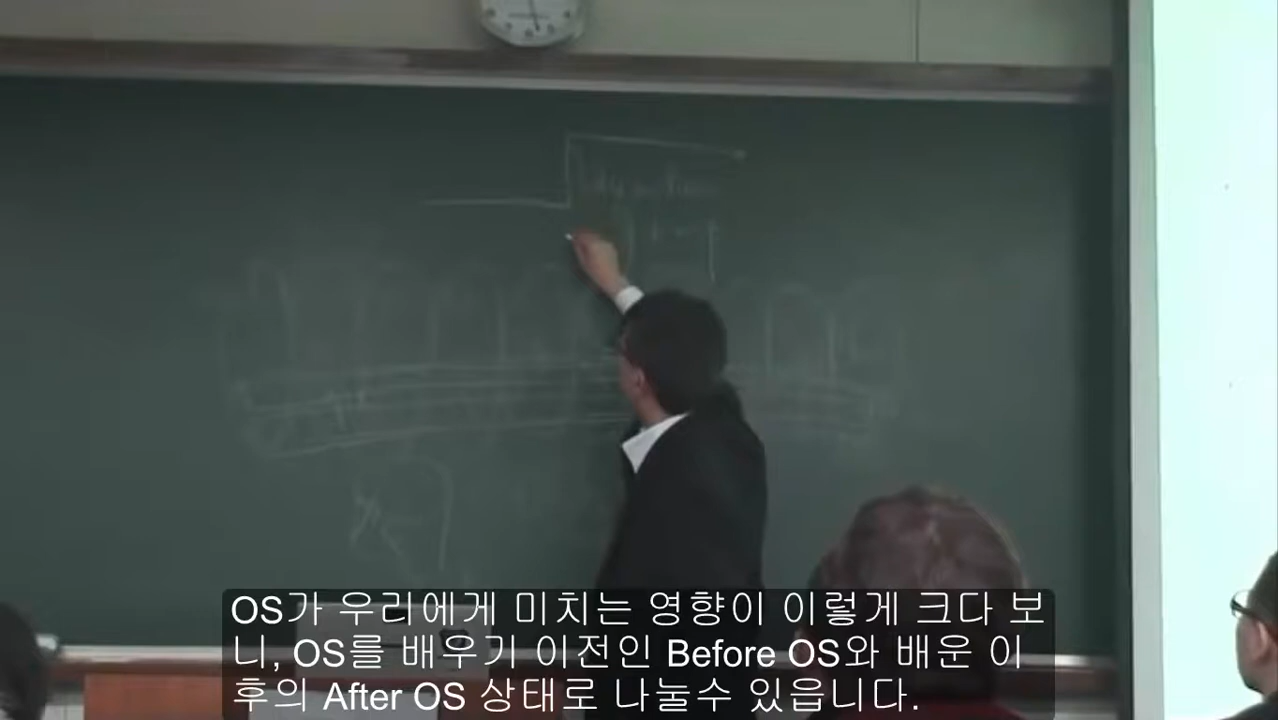 OS가 우리에게 미치는 영향이 이렇게 크다 보
니, OS를 배우기 이전인 Before OS와 배운 이
후의 After OS 상태로 나눌수 있읍니다.